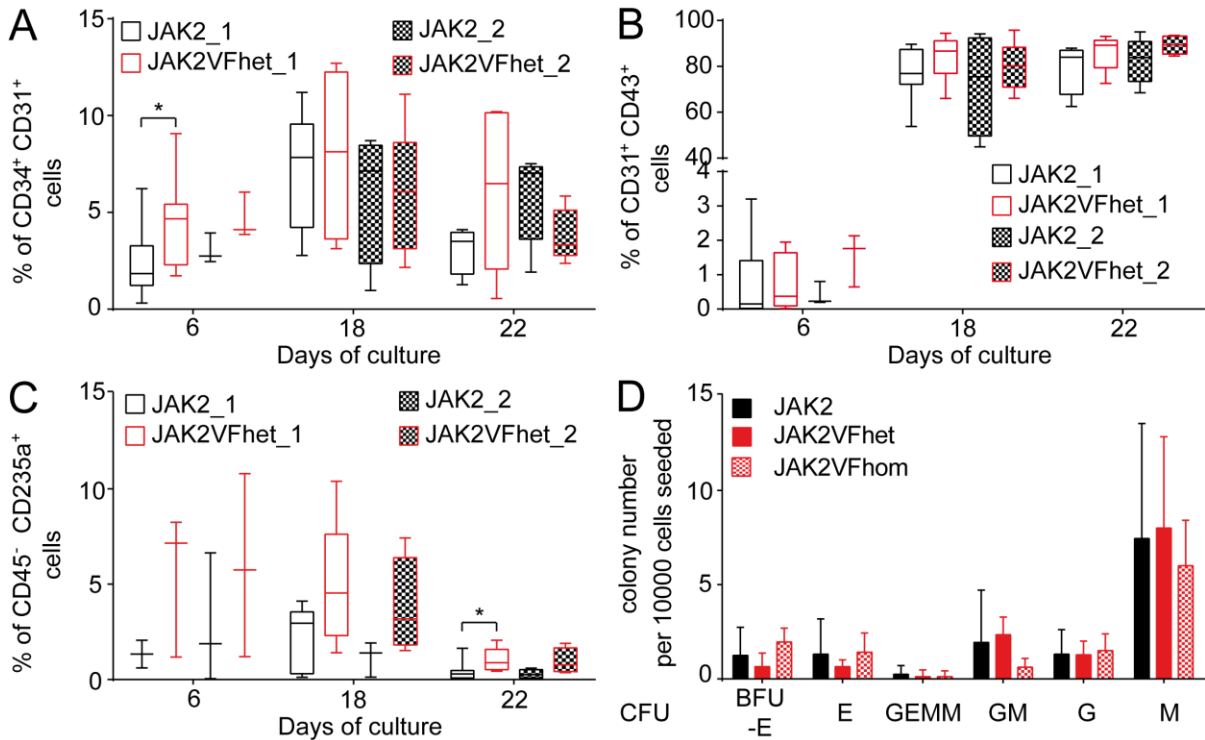 A
15
10
5
0
% of CD34+ CD31+
cells
JAK2_1
JAK2VFhet_1
JAK2_2
JAK2VFhet_2
*
6 18 22
Days of culture
B
100
80
60
40
4
3
2
1
0
% of CD31+ CD43+
cells
JAK2_1
JAK2VFhet_1
JAK2_2
JAK2VFhet_2
6 18 22
Days of culture
C
15
10
5
0
% of CD45- CD235a+
cells
JAK2_1
JAK2VFhet_1
JAK2_2
JAK2VFhet_2
*
6 18 22
Days of culture
D
15
10
5
0
colony number
per 10000 cells seeded
JAK2
JAK2VFhet
JAK2VFhom
CFU BFU E GEMM GM G M
-E